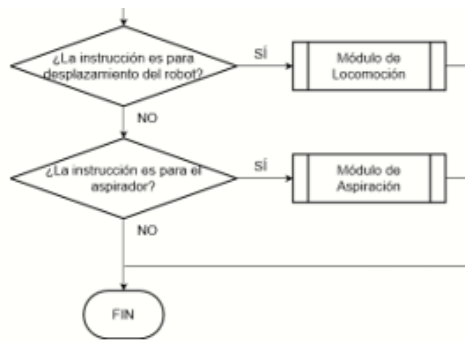 ¿La instrucción es para
desplazamiento del robot?
SÍ
Módulo de
Locomoción
NO
¿La instrucción es para el
aspirador?
SÍ
Módulo de
Aspiración
NO
FIN